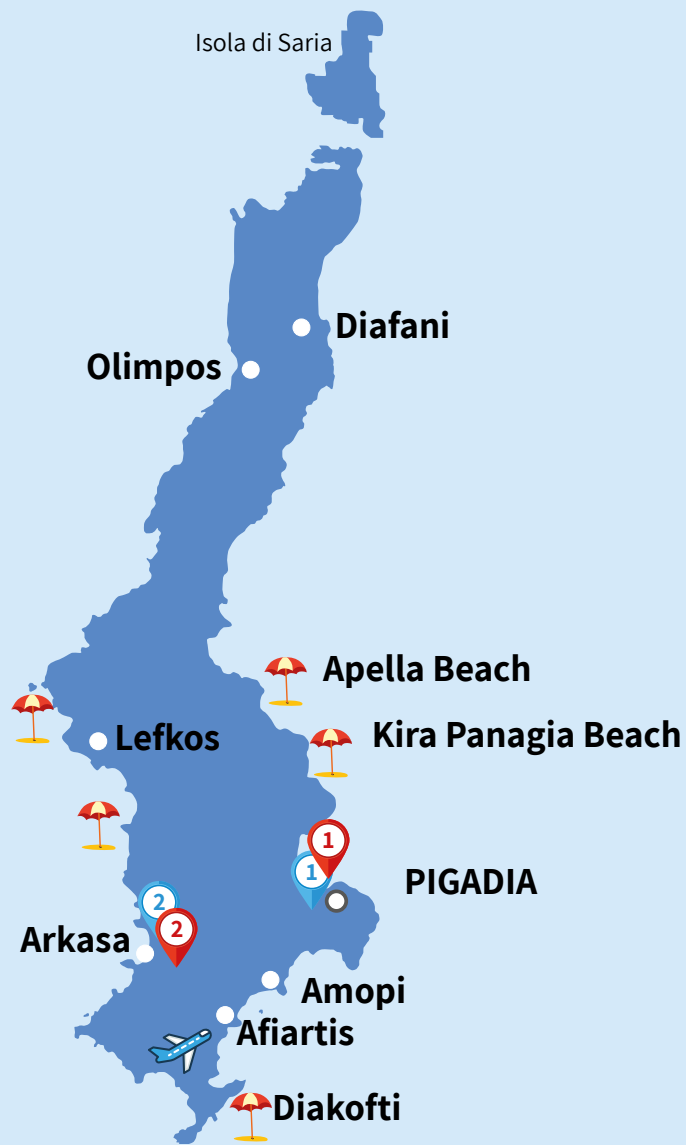 Isola di Saria
Diafani
Olimpos
Apella Beach
Kira Panagia Beach
Lefkos
1
1
PIGADIA
2
2
Arkasa
Amopi
Afiartis
Diakofti